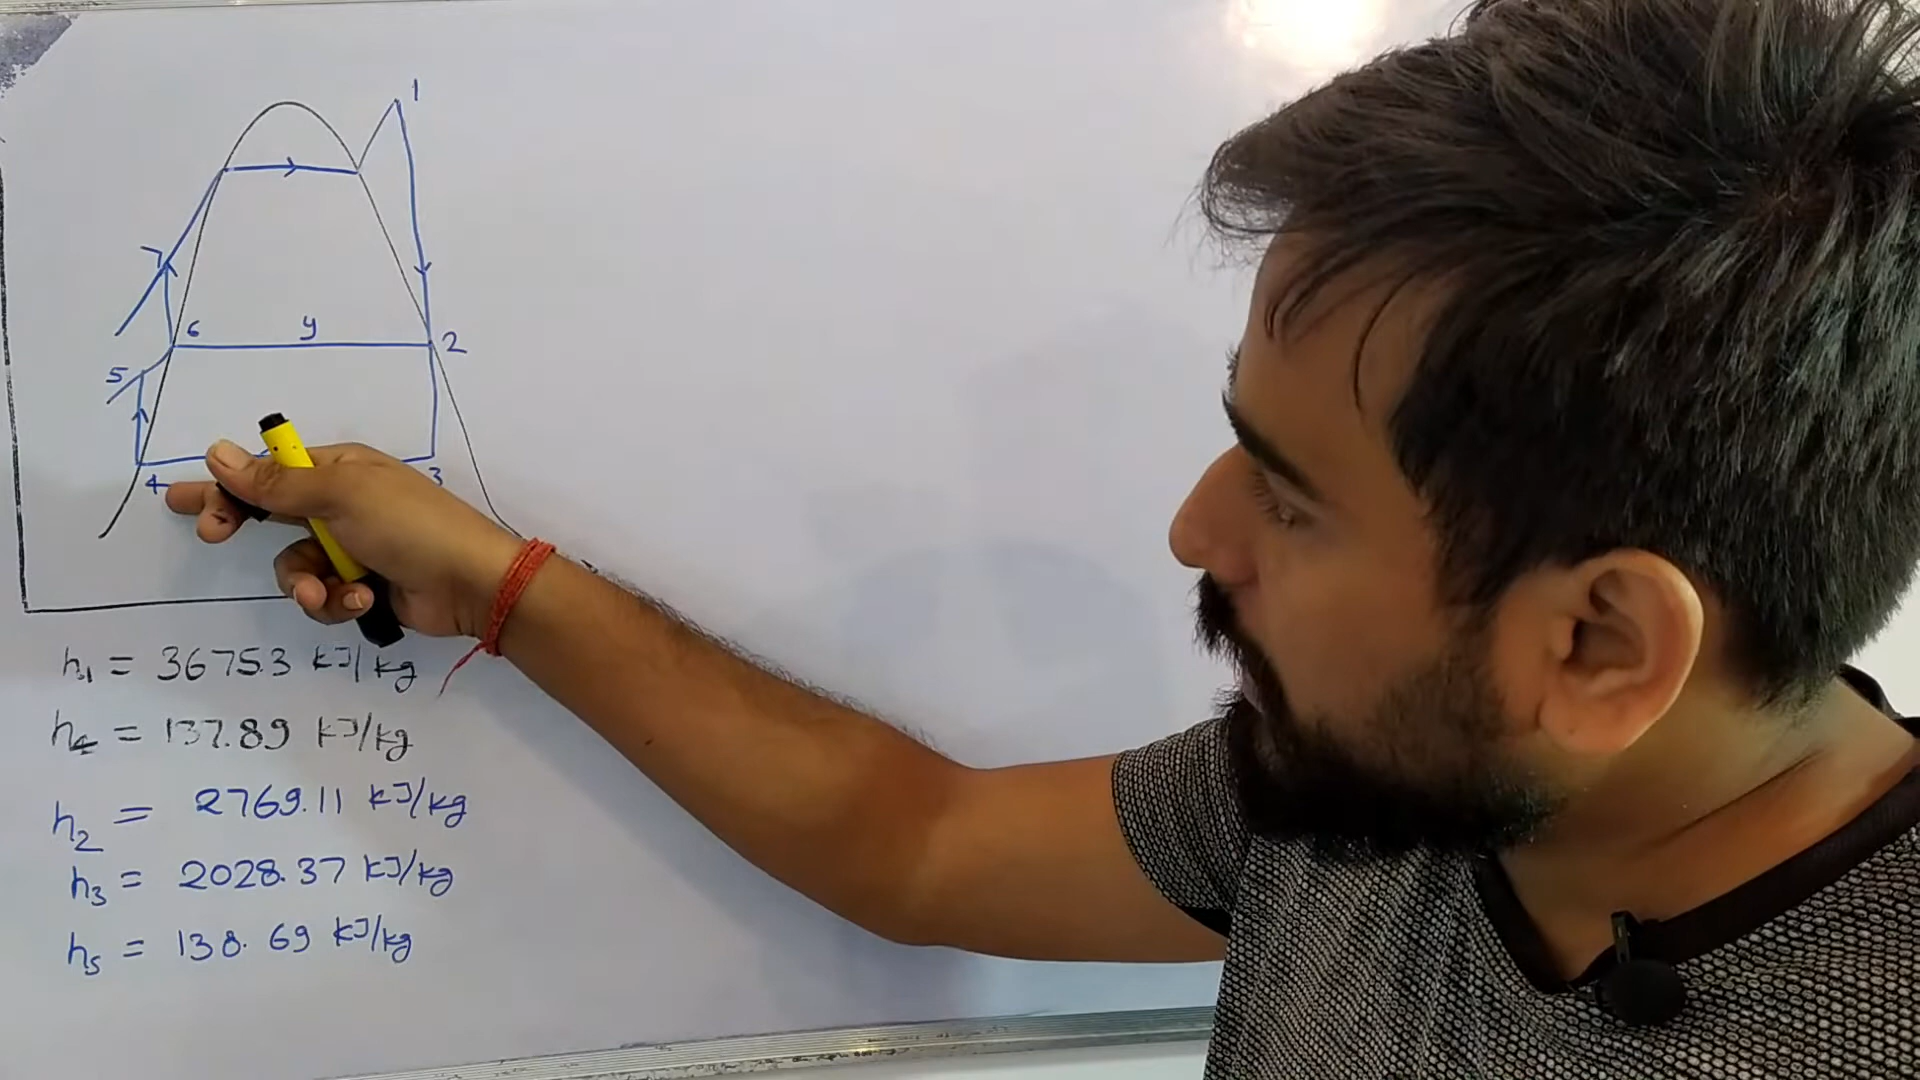 1
7
6 y 2
5
4 3
h₁ = 3675.3 kJ/kg
h₄ = 137.89 kJ/kg
h₂ = 2769.11 kJ/kg
h₃ = 2028.37 kJ/kg
h₅ = 138.69 kJ/kg